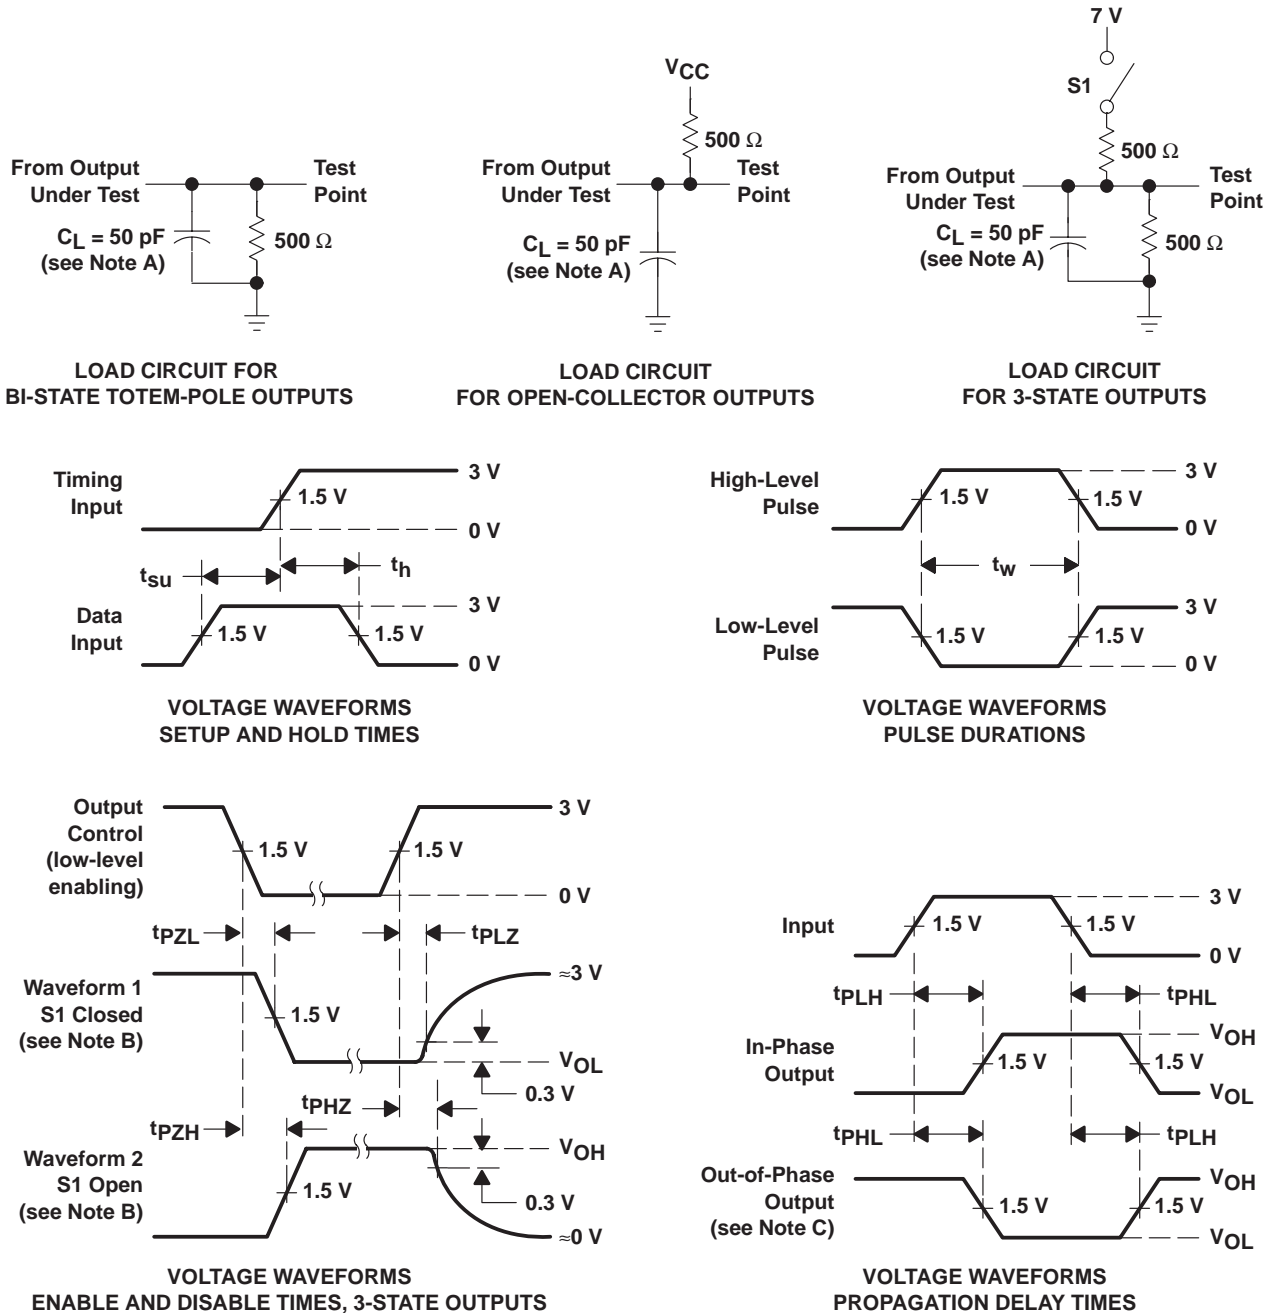 7 V
S1
500 Ω
From Output
Under Test
Test
Point
CL = 50 pF
(see Note A)
500 Ω
LOAD CIRCUIT FOR
BI-STATE TOTEM-POLE OUTPUTS
VCC
500 Ω
From Output
Under Test
Test
Point
CL = 50 pF
(see Note A)
LOAD CIRCUIT
FOR OPEN-COLLECTOR OUTPUTS
From Output
Under Test
Test
Point
CL = 50 pF
(see Note A)
500 Ω
LOAD CIRCUIT
FOR 3-STATE OUTPUTS
Timing
Input
1.5 V
3 V
0 V
tsu
th
Data
Input
1.5 V
1.5 V
3 V
0 V
VOLTAGE WAVEFORMS
SETUP AND HOLD TIMES
High-Level
Pulse
1.5 V
1.5 V
3 V
0 V
tw
Low-Level
Pulse
1.5 V
1.5 V
3 V
0 V
VOLTAGE WAVEFORMS
PULSE DURATIONS
Output
Control
(low-level
enabling)
1.5 V
1.5 V
3 V
0 V
tPZL
tPLZ
Waveform 1
S1 Closed
(see Note B)
1.5 V
≈3 V
VOL
0.3 V
tPHZ
tPZH
Waveform 2
S1 Open
(see Note B)
1.5 V
VOH
0.3 V
≈0 V
VOLTAGE WAVEFORMS
ENABLE AND DISABLE TIMES, 3-STATE OUTPUTS
Input
1.5 V
1.5 V
3 V
0 V
tPLH
tPHL
In-Phase
Output
1.5 V
1.5 V
VOH
VOL
tPHL
tPLH
Out-of-Phase
Output
(see Note C)
1.5 V
1.5 V
VOH
VOL
VOLTAGE WAVEFORMS
PROPAGATION DELAY TIMES